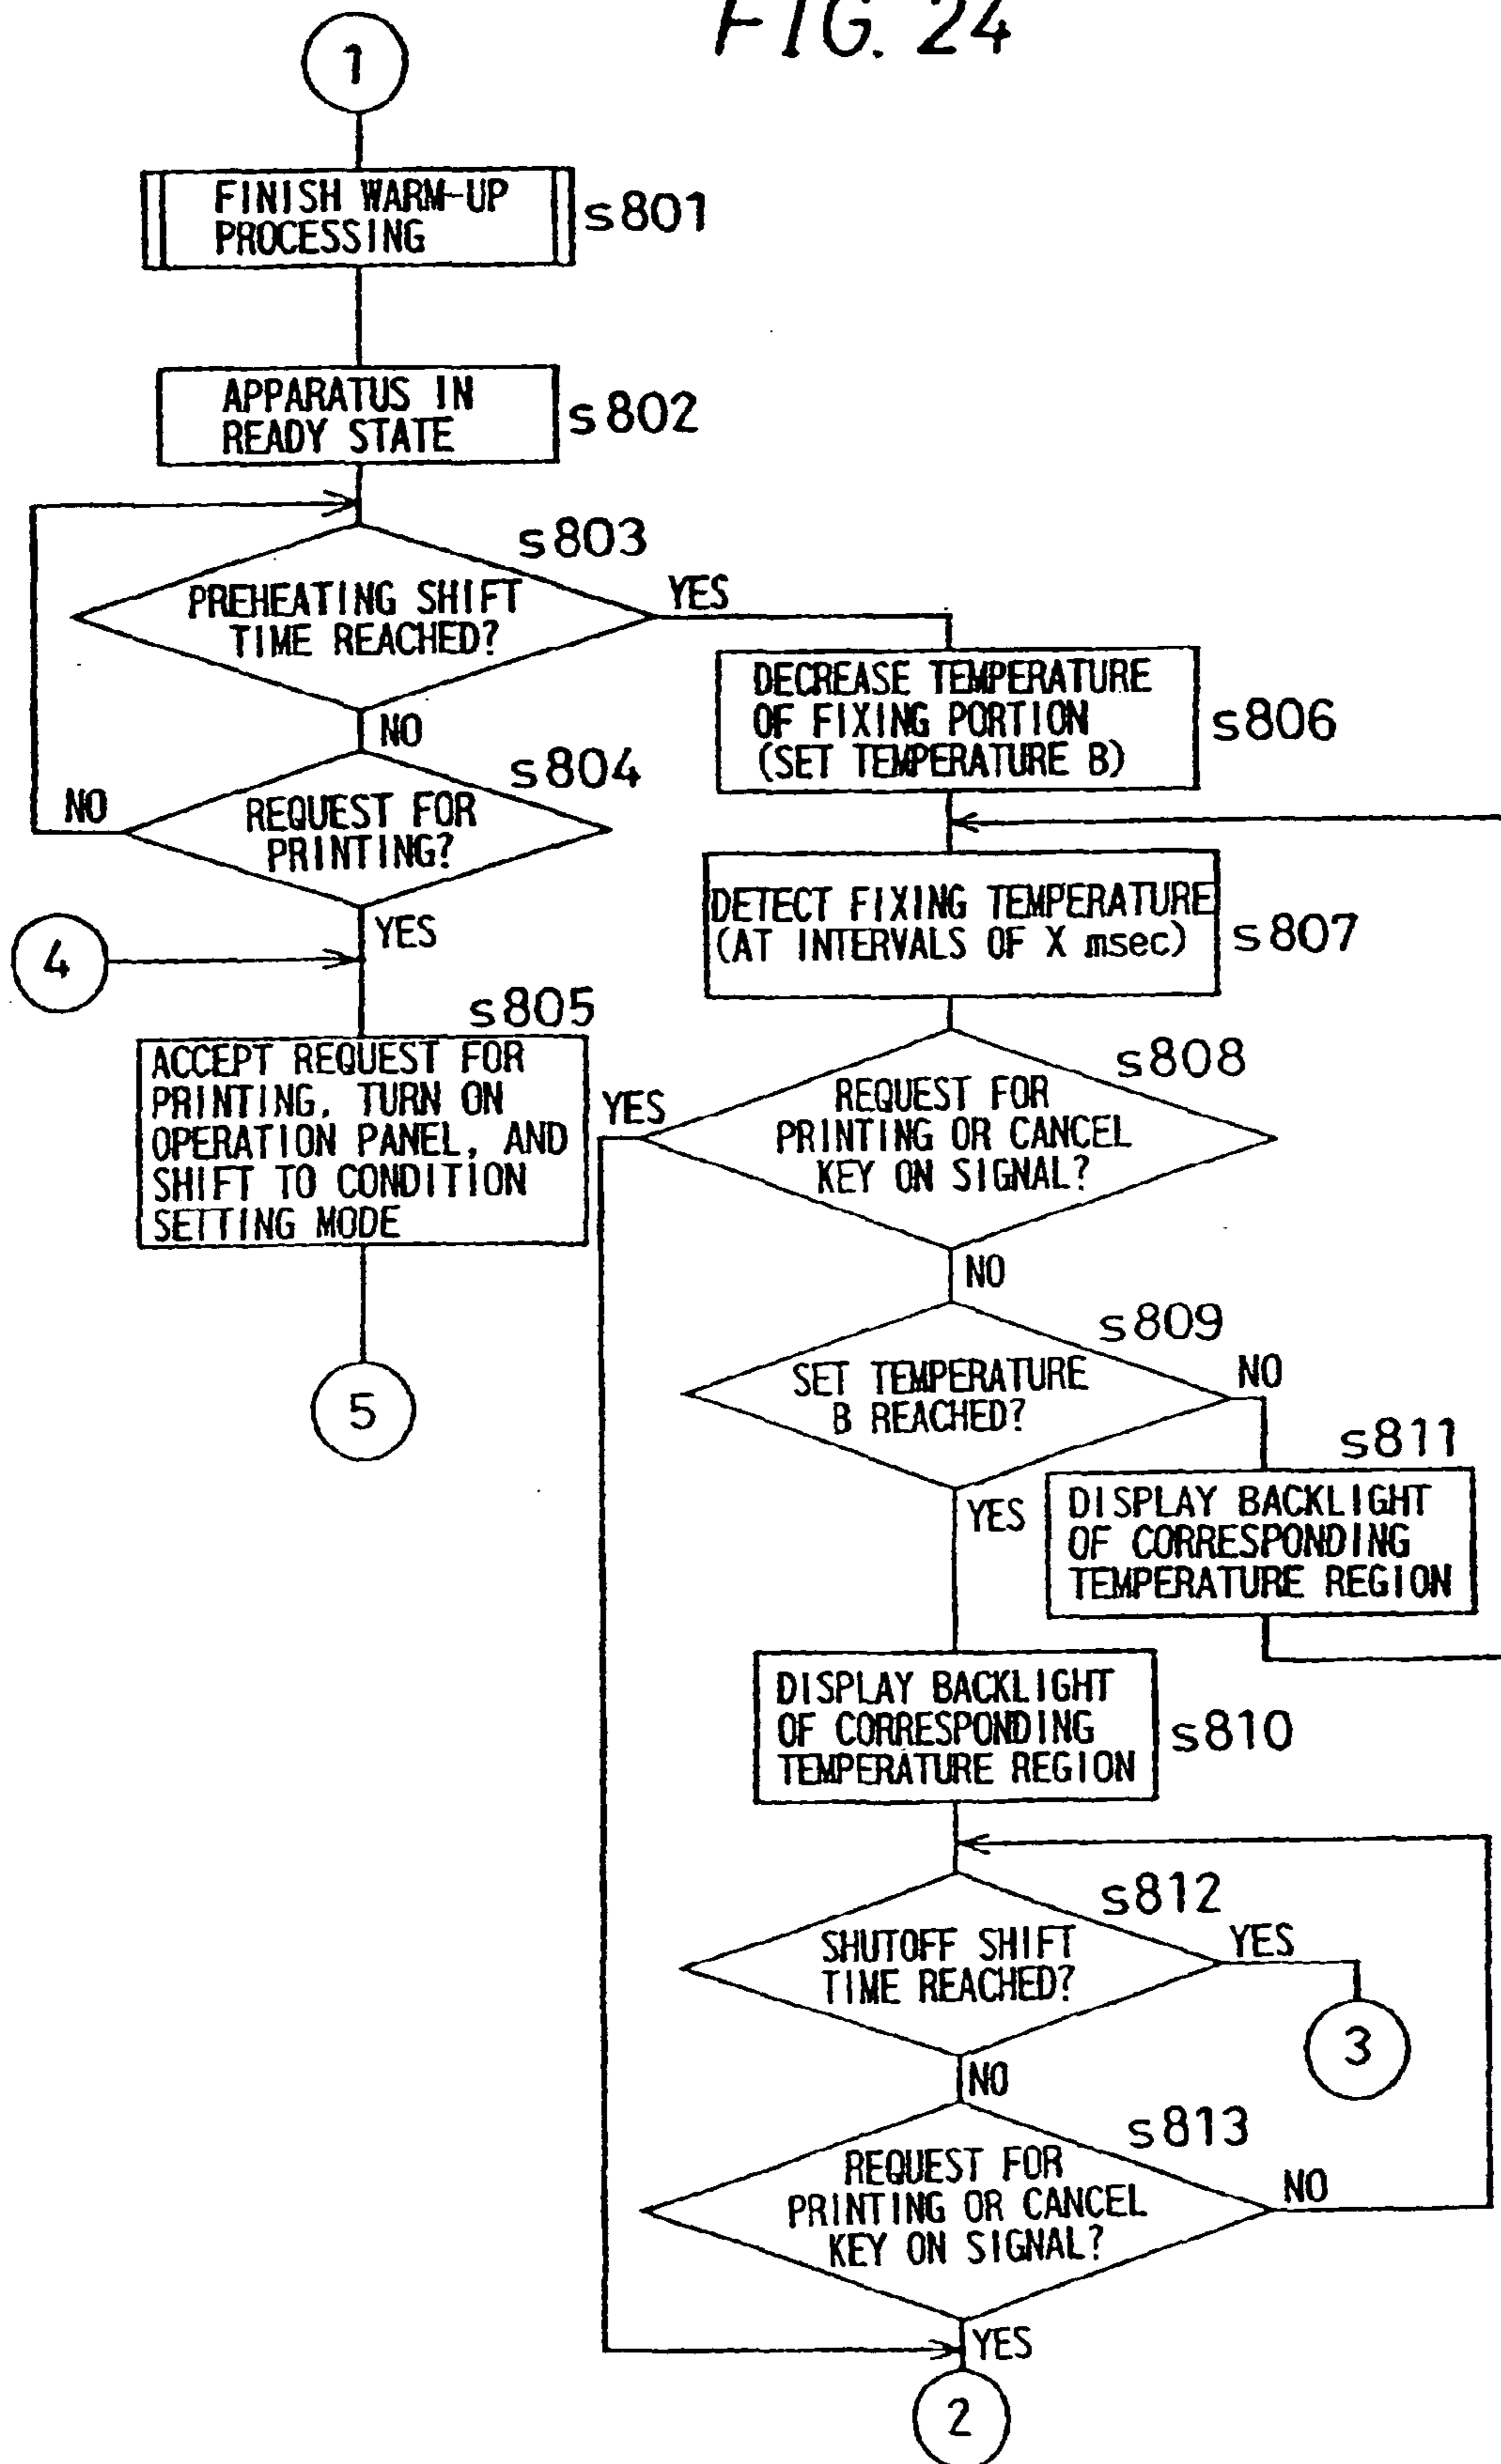 FIG. 24
1
FINISH WARM-UP
PROCESSING
s801
APPARATUS IN
READY STATE
s802
s803
PREHEATING SHIFT
TIME REACHED?
YES
NO
s804
REQUEST FOR
PRINTING?
NO
YES
4
s805
ACCEPT REQUEST FOR
PRINTING, TURN ON
OPERATION PANEL, AND
SHIFT TO CONDITION
SETTING MODE
5
DECREASE TEMPERATURE
OF FIXING PORTION
(SET TEMPERATURE B)
s806
DETECT FIXING TEMPERATURE
(AT INTERVALS OF X msec)
s807
s808
REQUEST FOR
PRINTING OR CANCEL
KEY ON SIGNAL?
YES
NO
s809
SET TEMPERATURE
B REACHED?
NO
YES
s811
DISPLAY BACKLIGHT
OF CORRESPONDING
TEMPERATURE REGION
DISPLAY BACKLIGHT
OF CORRESPONDING
TEMPERATURE REGION
s810
s812
SHUTOFF SHIFT
TIME REACHED?
YES
3
NO
s813
REQUEST FOR
PRINTING OR CANCEL
KEY ON SIGNAL?
NO
YES
2